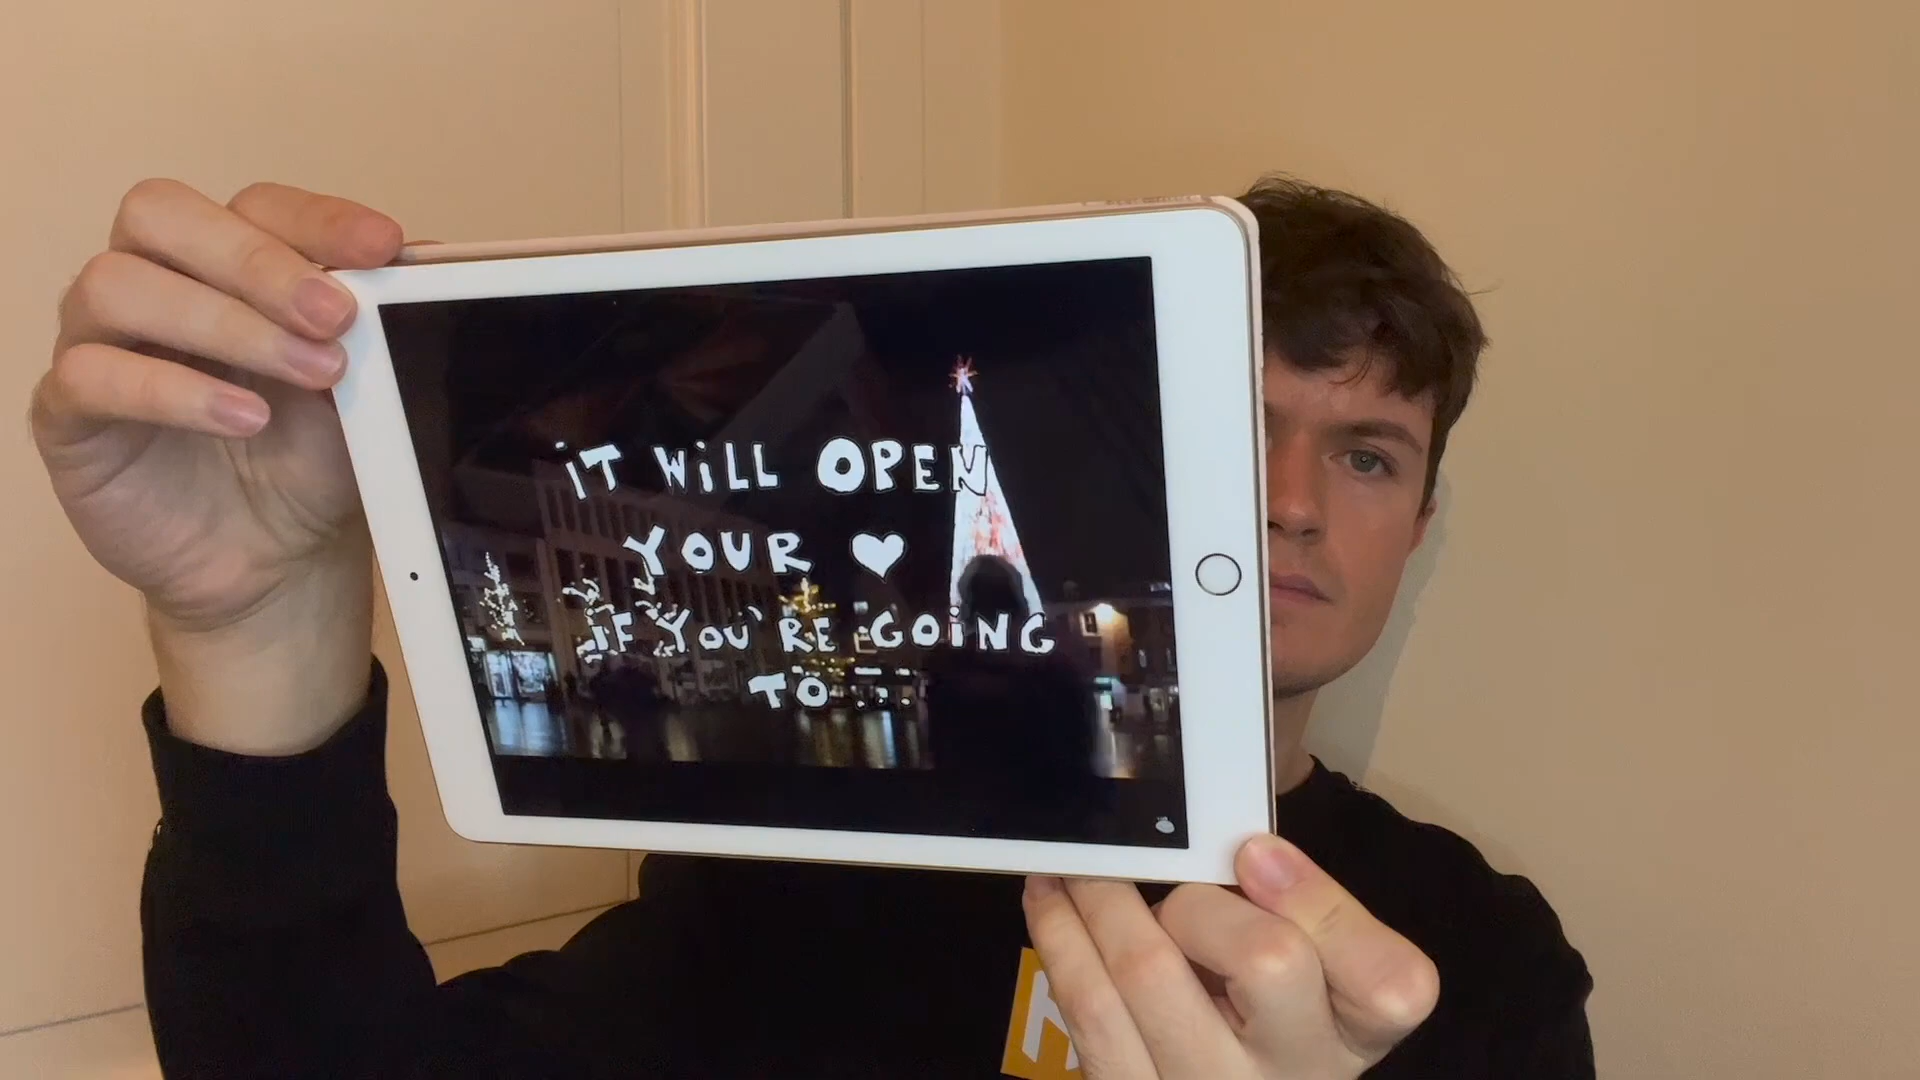 iT WiLL OPEN
YOUR ♥
iF YOU'RE GOiNG
TO ...